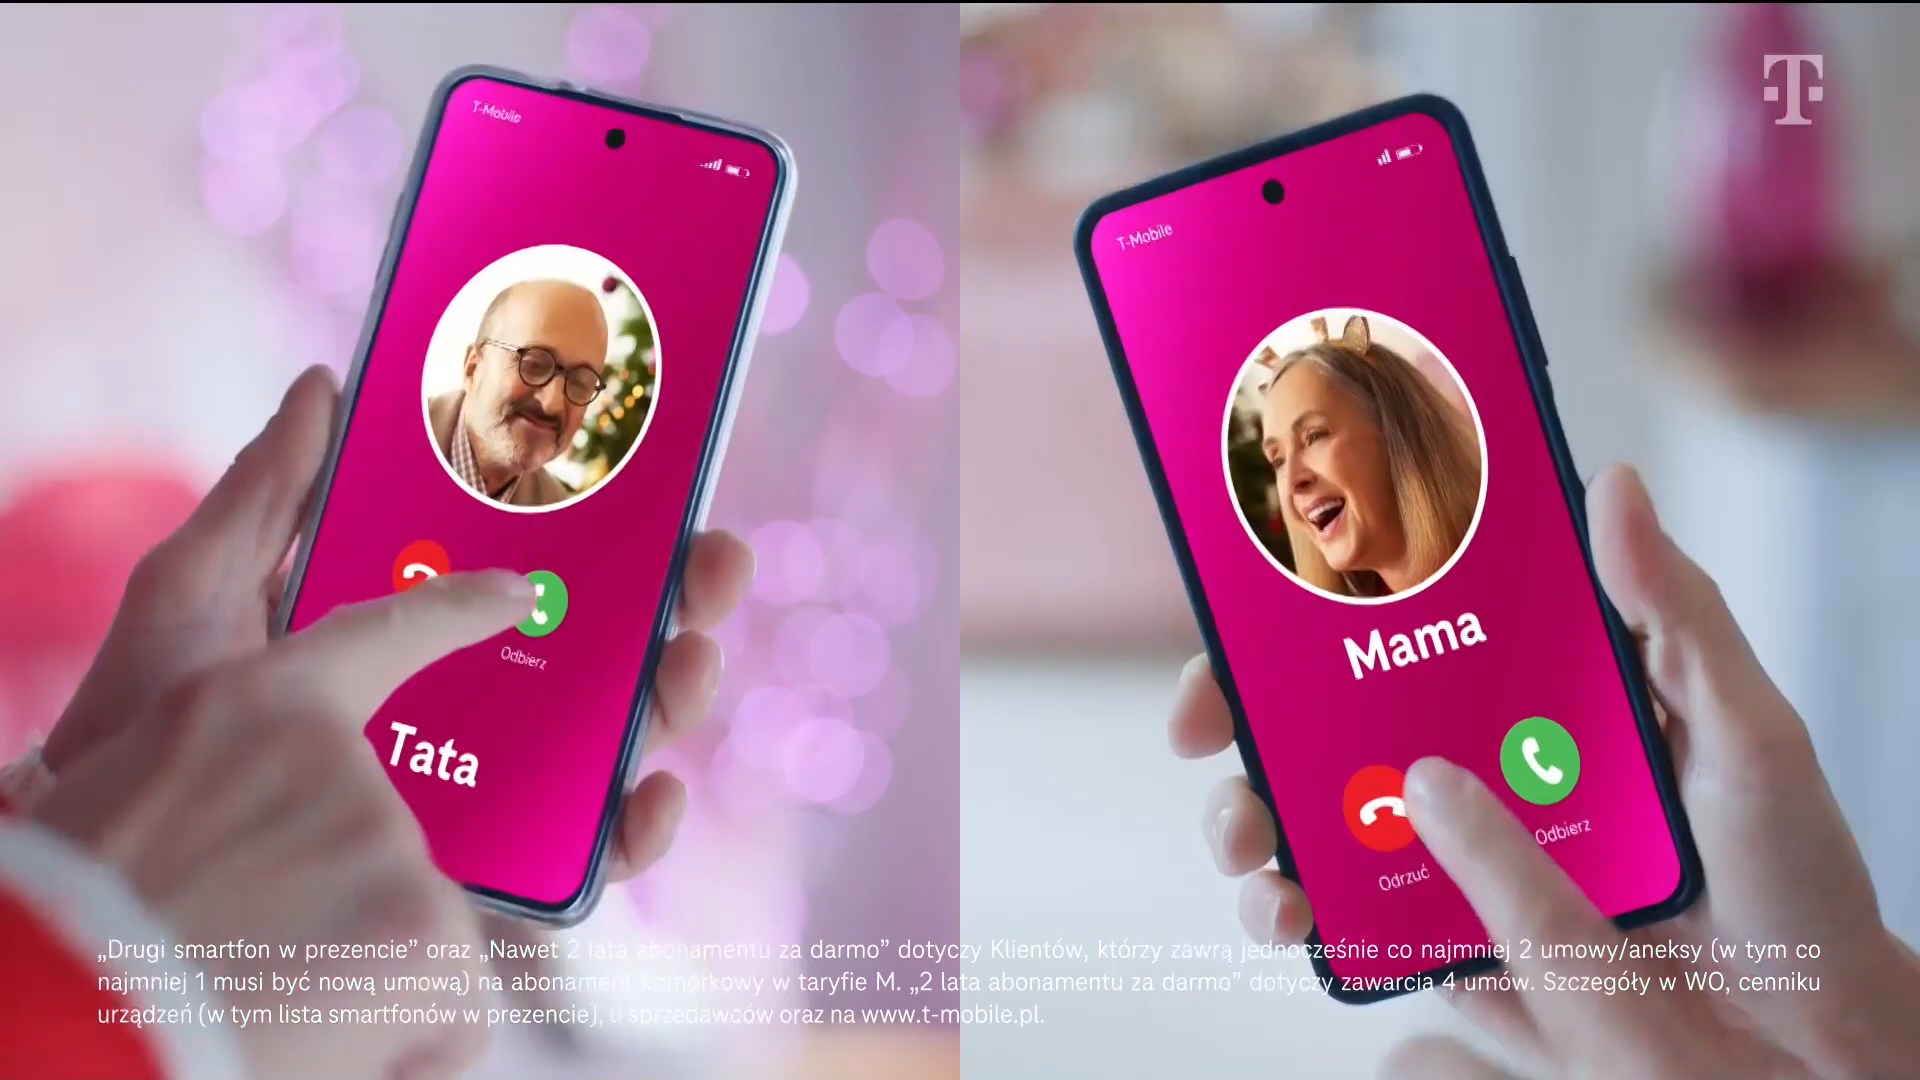 T-Mobile
T-Mobile
Mama
Odbierz
Tata
Odbierz
Odrzuć
„Drugi smartfon w prezencie” oraz „Nawet 2 lata abonamentu za darmo” dotyczy Klientów, którzy zawrą jednocześnie co najmniej 2 umowy/aneksy (w tym co
najmniej 1 musi być nową umową) na abonament komórkowy w taryfie M. „2 lata abonamentu za darmo” dotyczy zawarcia 4 umów. Szczegóły w WO, cenniku
urządzeń (w tym lista smartfonów w prezencie), u sprzedawców oraz na www.t-mobile.pl.